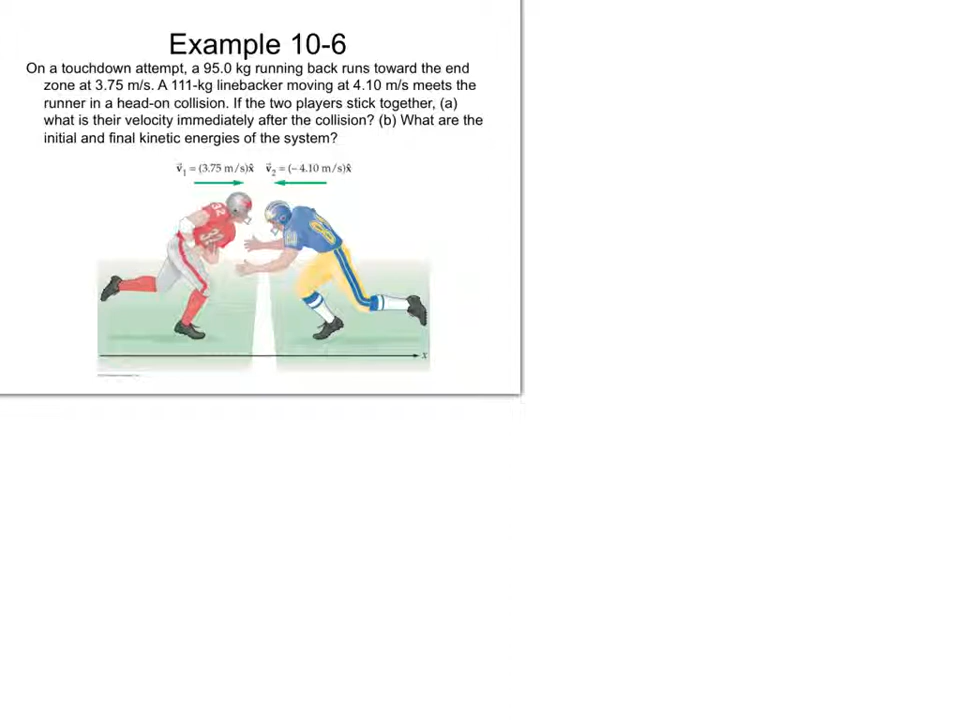 Example 10-6
On a touchdown attempt, a 95.0 kg running back runs toward the end
zone at 3.75 m/s. A 111-kg linebacker moving at 4.10 m/s meets the
runner in a head-on collision. If the two players stick together, (a)
what is their velocity immediately after the collision? (b) What are the
initial and final kinetic energies of the system?
v⃗₁ = (3.75 m/s)x̂ v⃗₂ = (– 4.10 m/s)x̂
32
32
8
x